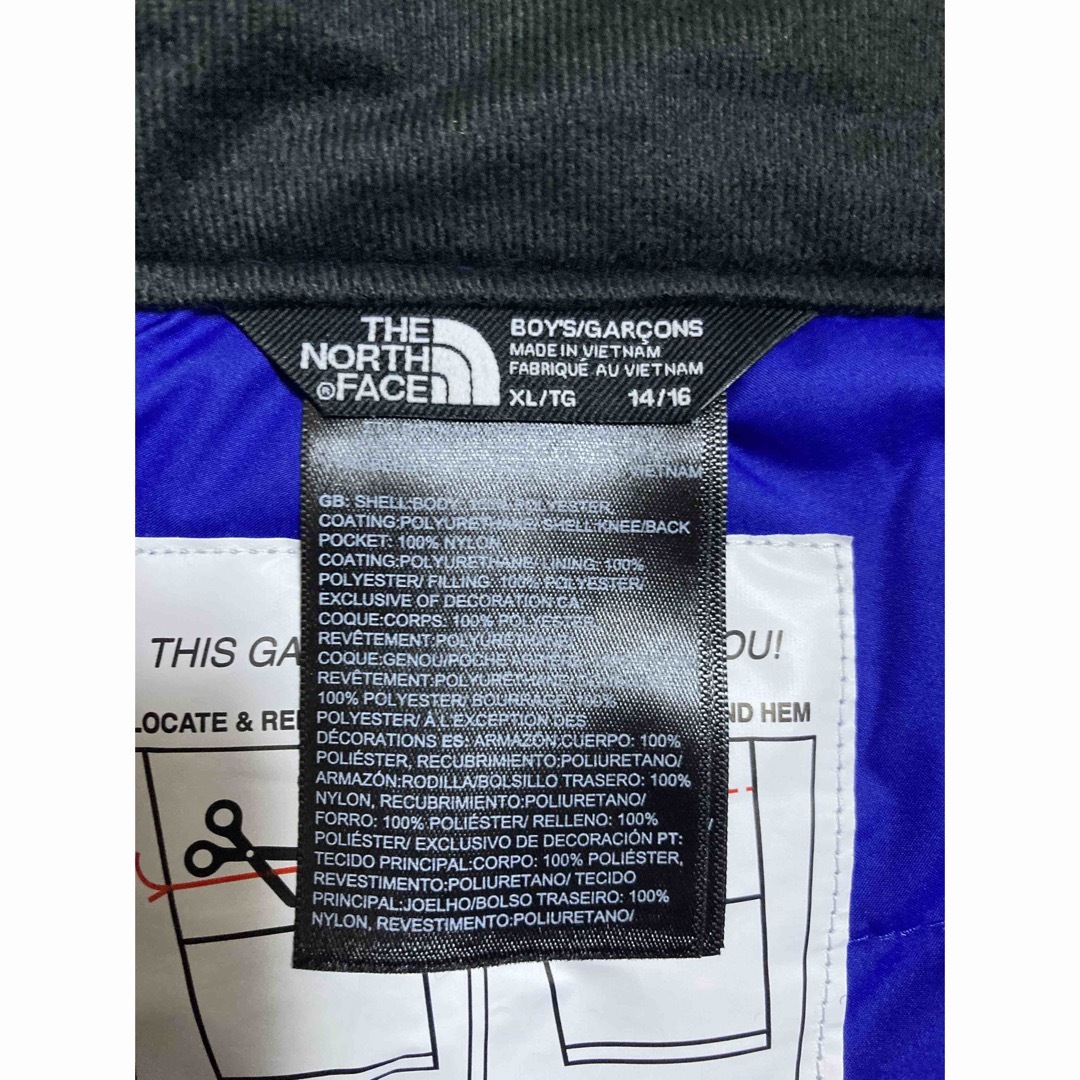 THE
NORTH
®FACE
BOY'S/GARÇONS
MADE IN VIETNAM
FABRIQUÉ AU VIETNAM
XL/TG 14/16
VIETNAM
GB: SHELL-BODY: 100% POLYESTER
COATING:POLYURETHANE/ SHELL-KNEE/BACK
POCKET: 100% NYLON,
COATING:POLYURETHANE/ LINING: 100%
POLYESTER/ FILLING: 100% POLYESTER/
EXCLUSIVE OF DECORATION CA:
COQUE:CORPS: 100% POLYESTER
REVÊTEMENT:POLYURETHANE/
COQUE:GENOU/POCHE ARRIÈRE:
REVÊTEMENT:POLYURETHANE/
100% POLYESTER/ BOURRAGE: 100%
POLYESTER/ À L'EXCEPTION DES
DÉCORATIONS ES: ARMAZÓN:CUERPO: 100%
POLIÉSTER, RECUBRIMIENTO:POLIURETANO/
ARMAZÓN:RODILLA/BOLSILLO TRASERO: 100%
NYLON, RECUBRIMIENTO:POLIURETANO/
FORRO: 100% POLIÉSTER/ RELLENO: 100%
POLIÉSTER/ EXCLUSIVO DE DECORACIÓN PT:
TECIDO PRINCIPAL:CORPO: 100% POLIÉSTER,
REVESTIMENTO:POLIURETANO/ TECIDO
PRINCIPAL:JOELHO/BOLSO TRASEIRO: 100%
NYLON, REVESTIMENTO:POLIURETANO/
THIS GA OU!
LOCATE & RE ND HEM